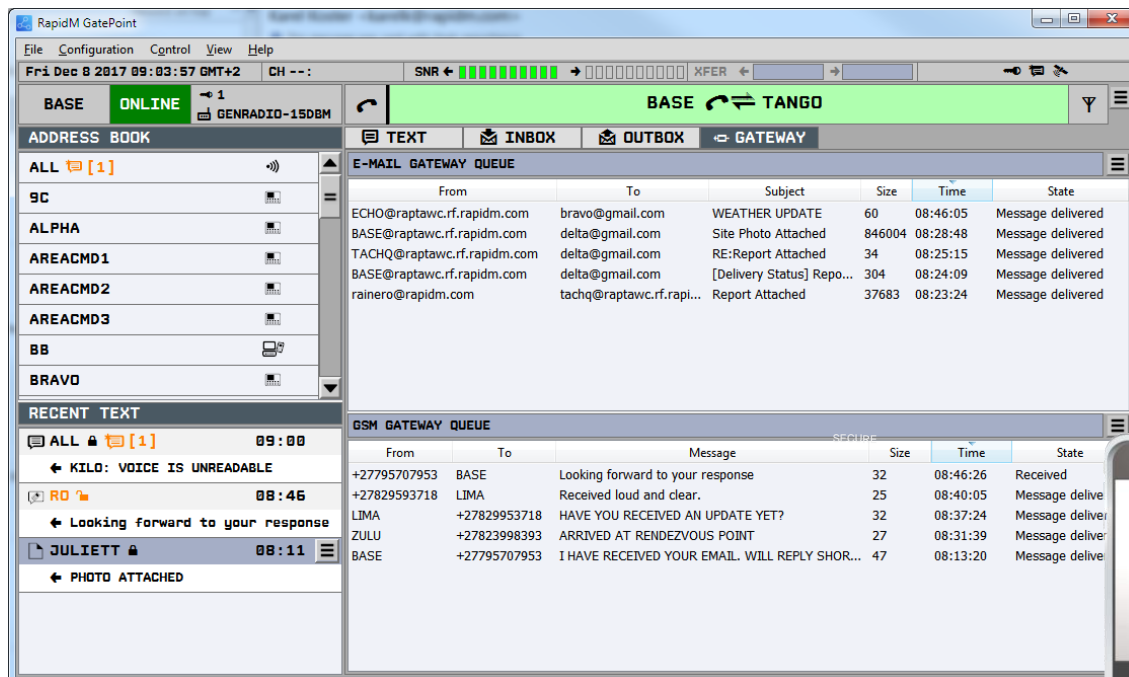 RapidM GatePoint
File Configuration Control View Help
Fri Dec 8 2017 09:03:57 GMT+2 CH --: SNR XFER
BASE ONLINE 1 GENRADIO-15DBM BASE TANGO
ADDRESS BOOK
TEXT INBOX OUTBOX GATEWAY
ALL [1]
9C
ALPHA
AREACMD1
AREACMD2
AREACMD3
BB
BRAVO
E-MAIL GATEWAY QUEUE
From To Subject Size Time State
ECHO@raptawc.rf.rapidm.com bravo@gmail.com WEATHER UPDATE 60 08:46:05 Message delivered
BASE@raptawc.rf.rapidm.com delta@gmail.com Site Photo Attached 846004 08:28:48 Message delivered
TACHQ@raptawc.rf.rapidm.com delta@gmail.com RE:Report Attached 34 08:25:15 Message delivered
BASE@raptawc.rf.rapidm.com delta@gmail.com [Delivery Status] Repo... 304 08:24:09 Message delivered
rainero@rapidm.com tachq@raptawc.rf.rapi... Report Attached 37683 08:23:24 Message delivered
RECENT TEXT
ALL [1] 09:00
KILO: VOICE IS UNREADABLE
RO 08:46
Looking forward to your response
JULIETT 08:11
PHOTO ATTACHED
GSM GATEWAY QUEUE
SECURE
From To Message Size Time State
+27795707953 BASE Looking forward to your response 32 08:46:26 Received
+27829593718 LIMA Received loud and clear. 25 08:40:05 Message delive
LIMA +27829953718 HAVE YOU RECEIVED AN UPDATE YET? 32 08:37:24 Message deliver
ZULU +27823998393 ARRIVED AT RENDEZVOUS POINT 27 08:31:39 Message deliver
BASE +27795707953 I HAVE RECEIVED YOUR EMAIL. WILL REPLY SHOR... 47 08:13:20 Message delive